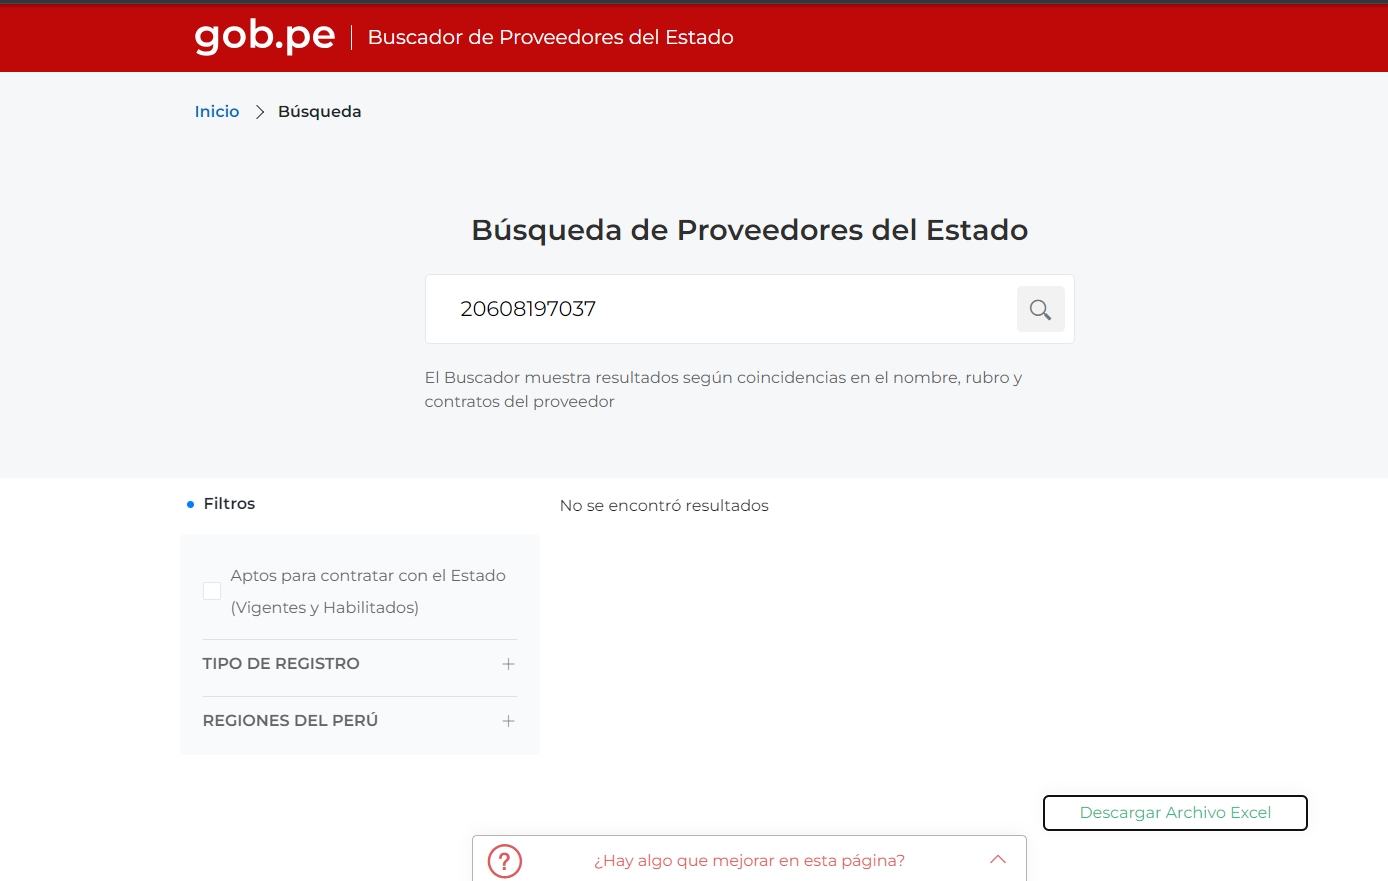 gob.pe | Buscador de Proveedores del Estado
Inicio > Búsqueda
Búsqueda de Proveedores del Estado
20608197037
El Buscador muestra resultados según coincidencias en el nombre, rubro y
contratos del proveedor
Filtros
No se encontró resultados
Aptos para contratar con el Estado
(Vigentes y Habilitados)
TIPO DE REGISTRO +
REGIONES DEL PERÚ +
Descargar Archivo Excel
? ¿Hay algo que mejorar en esta página?